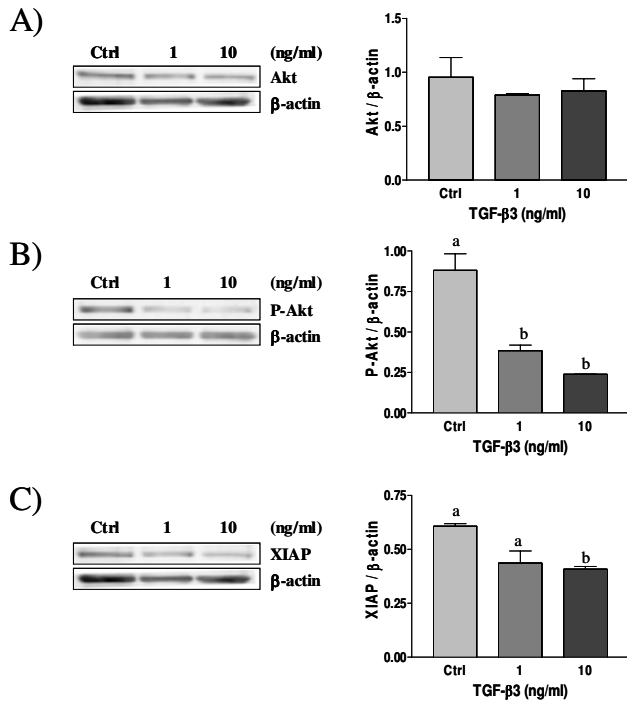 A)
Ctrl 1 10 (ng/ml)
Akt
β-actin
Akt / β-actin
1.5
1.0
0.5
0.0
Ctrl 1 10
TGF-β3 (ng/ml)
B)
Ctrl 1 10 (ng/ml)
P-Akt
β-actin
P-Akt / β-actin
1.00
0.75
0.50
0.25
0.00
a
b
b
Ctrl 1 10
TGF-β3 (ng/ml)
C)
Ctrl 1 10 (ng/ml)
XIAP
β-actin
XIAP / β-actin
0.75
0.50
0.25
0.00
a
a
b
Ctrl 1 10
TGF-β3 (ng/ml)